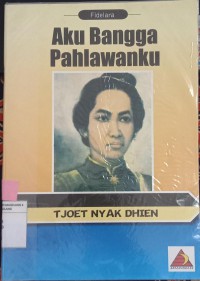 Fidelara
Aku Bangga
Pahlawanku
TJOET NYAK DHIEN